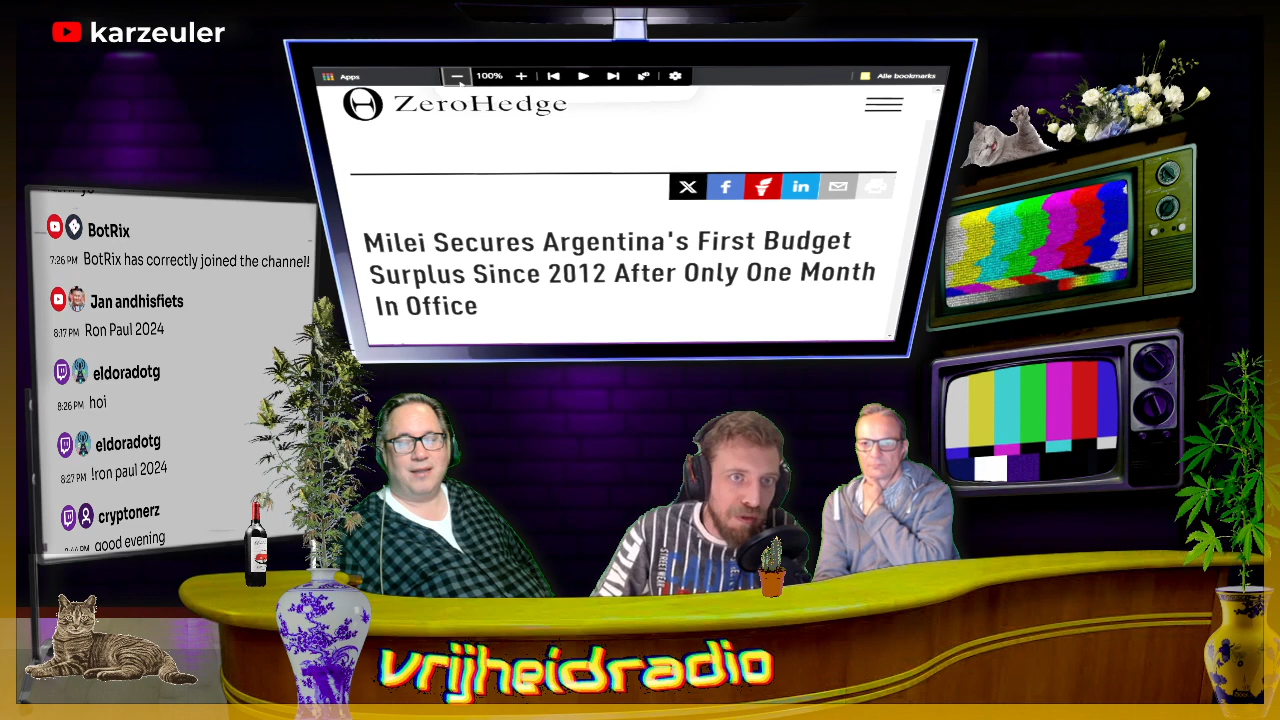 karzeuler
Apps
100%
Alle bookmarks
ZeroHedge
X f in
Milei Secures Argentina's First Budget
Surplus Since 2012 After Only One Month
In Office
BotRix
7:26 PM BotRix has correctly joined the channel!
Jan andhisfiets
8:17 PM Ron Paul 2024
eldoradotg
8:26 PM hoi
eldoradotg
8:27 PM !ron paul 2024
cryptonerz
good evening
vrijheidradio